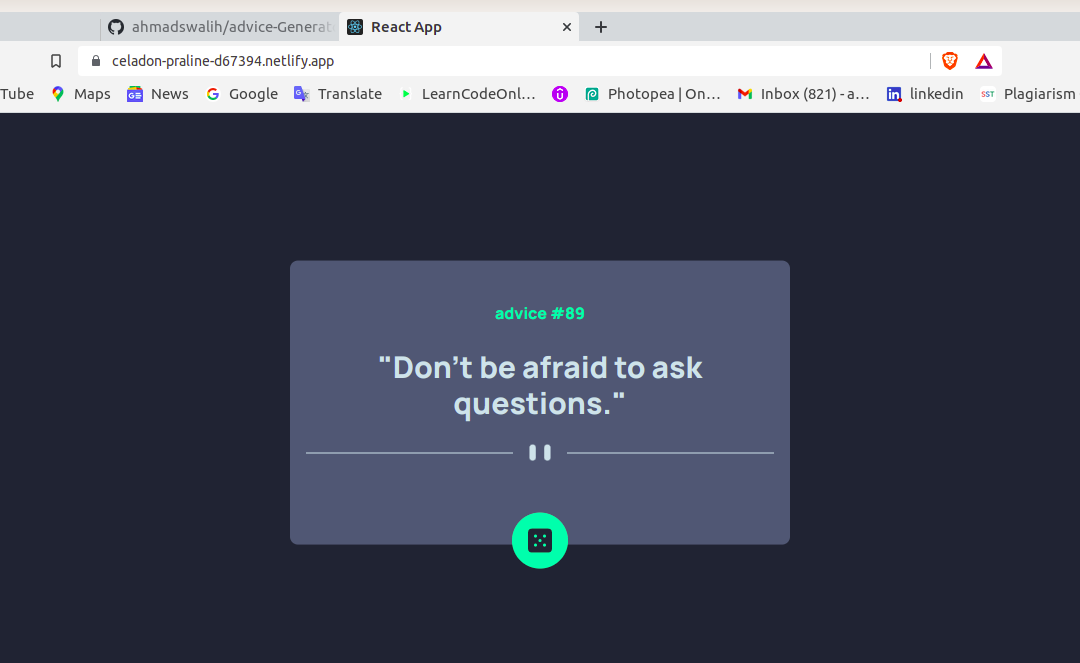 ahmadswalih/advice-Generat
React App
celadon-praline-d67394.netlify.app
Tube Maps News Google Translate LearnCodeOnl... Photopea | On... Inbox (821) - a... linkedin SST Plagiarism
advice #89
"Don't be afraid to ask
questions."